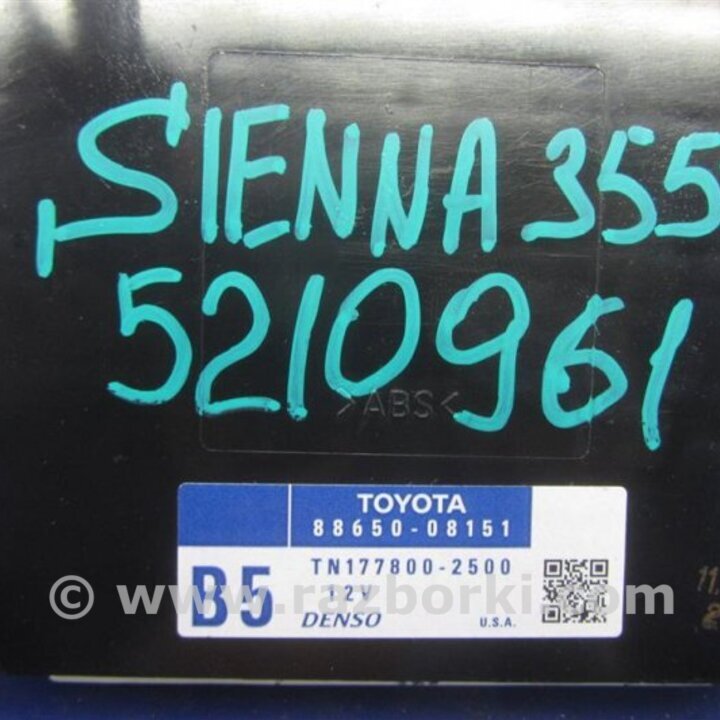 SIENNA 355
5210961
>ABS<
TOYOTA
88650-08151
TN177800-2500
B5
12V
DENSO
U.S.A.
© www.razborki.com